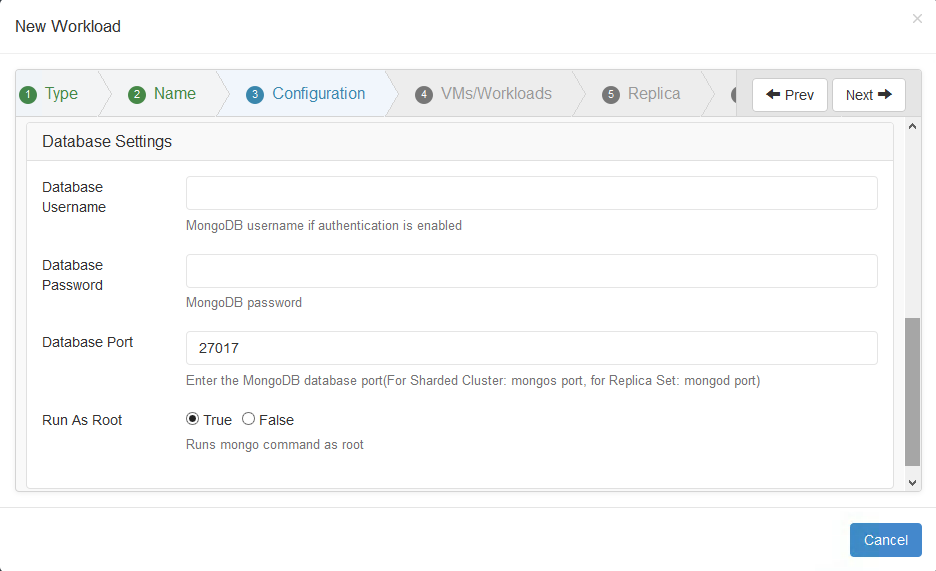 New Workload
×
1 Type
2 Name
3 Configuration
4 VMs/Workloads
5 Replica
Prev
Next
Database Settings
Database
Username
MongoDB username if authentication is enabled
Database
Password
MongoDB password
Database Port
27017
Enter the MongoDB database port(For Sharded Cluster: mongos port, for Replica Set: mongod port)
Run As Root
True
False
Runs mongo command as root
Cancel